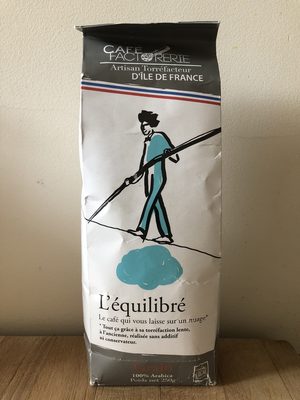 CAFÉ
FACTORERIE
Artisan Torréfacteur
D'ÎLE DE FRANCE
L'équilibré
Le café qui vous laisse sur un nuage*
* Tout ça grâce à sa torréfaction lente,
à l'ancienne, réalisée sans additif
ni conservateur.
100% Arabica
Poids net 250g